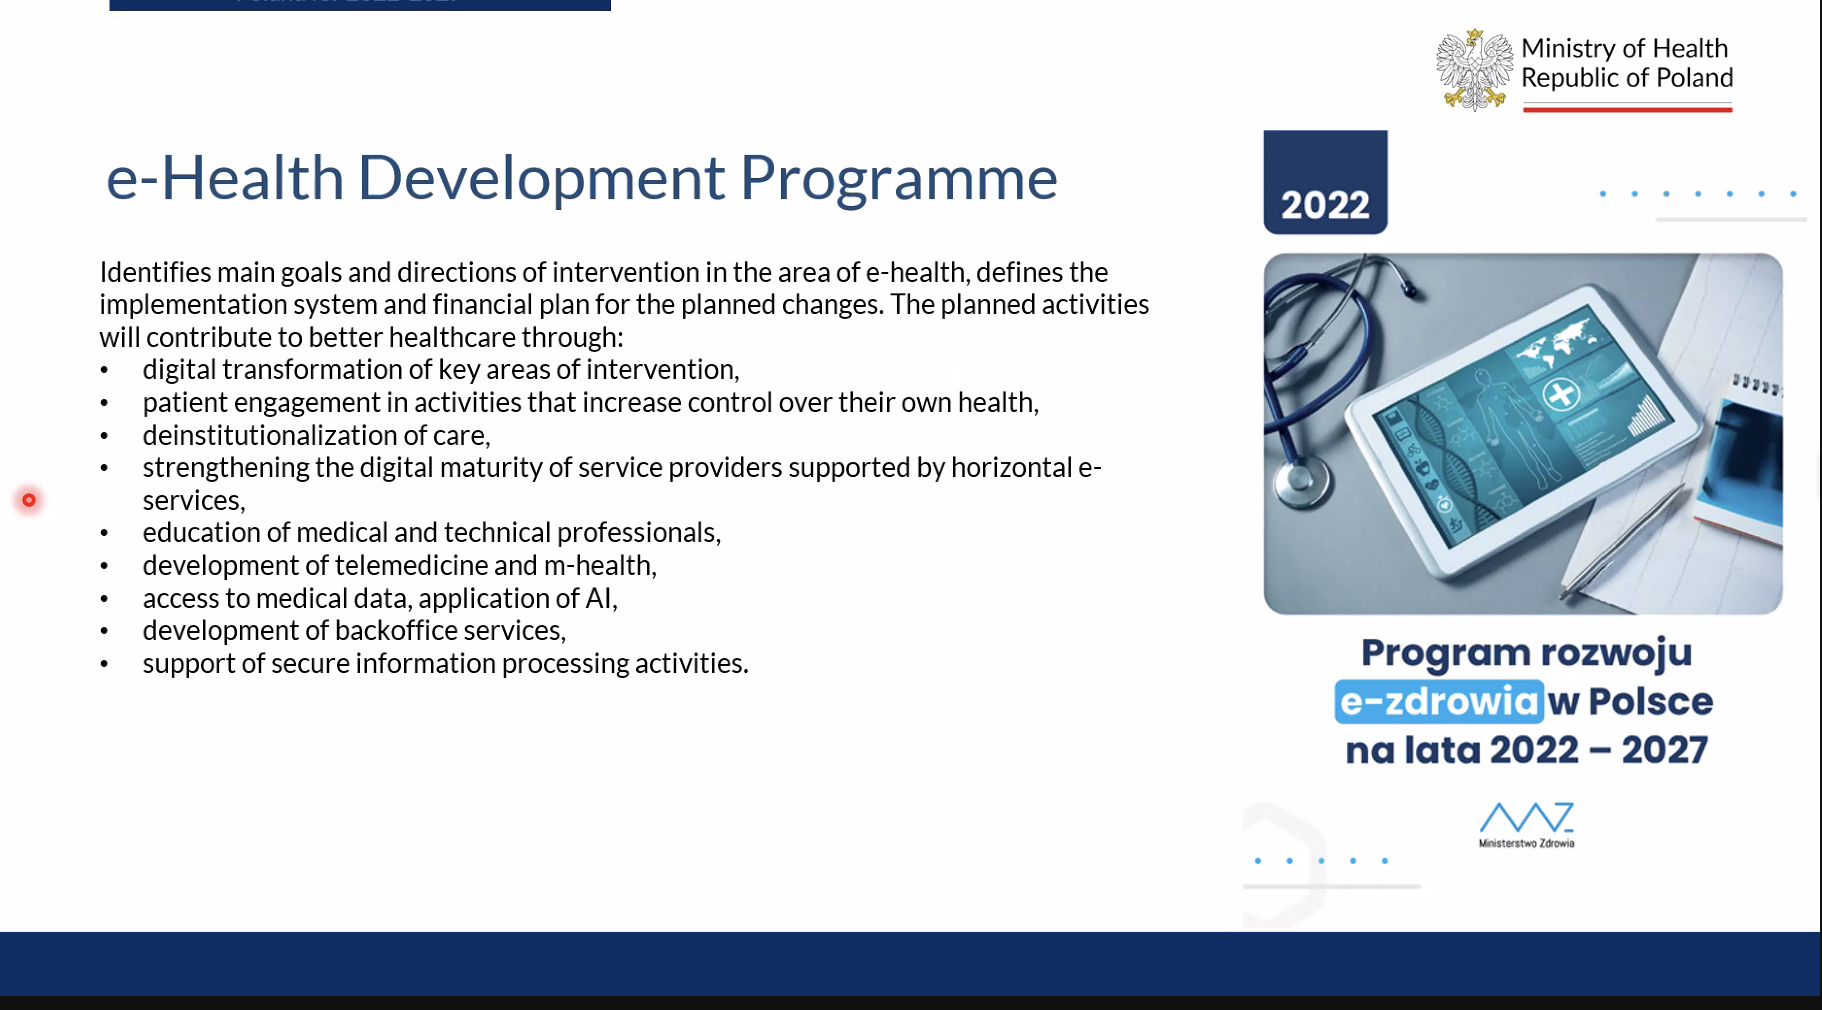 Ministry of Health
Republic of Poland
e-Health Development Programme
Identifies main goals and directions of intervention in the area of e-health, defines the
implementation system and financial plan for the planned changes. The planned activities
will contribute to better healthcare through:
• digital transformation of key areas of intervention,
• patient engagement in activities that increase control over their own health,
• deinstitutionalization of care,
• strengthening the digital maturity of service providers supported by horizontal e-
services,
• education of medical and technical professionals,
• development of telemedicine and m-health,
• access to medical data, application of AI,
• development of backoffice services,
• support of secure information processing activities.
2022
Program rozwoju
e-zdrowia w Polsce
na lata 2022 – 2027
Ministerstwo Zdrowia